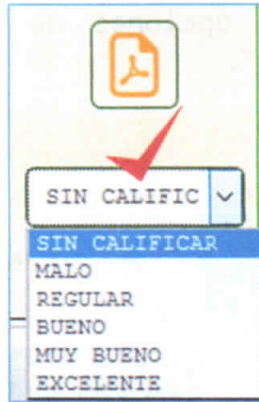 SIN CALIFIC
SIN CALIFICAR
MALO
REGULAR
BUENO
MUY BUENO
EXCELENTE